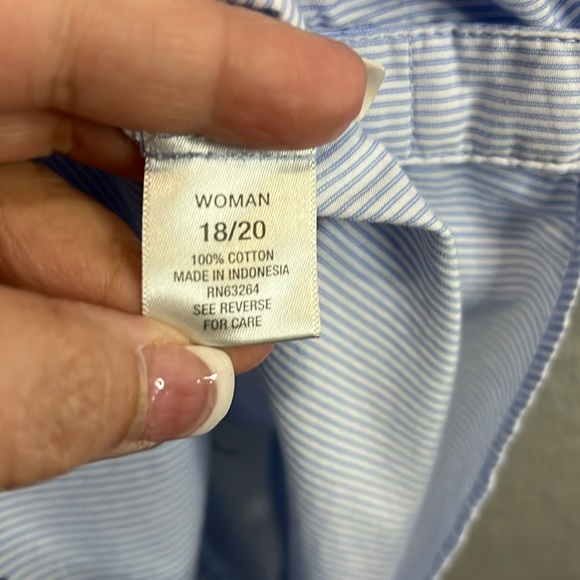 WOMAN
18/20
100% COTTON
MADE IN INDONESIA
RN63264
SEE REVERSE
FOR CARE